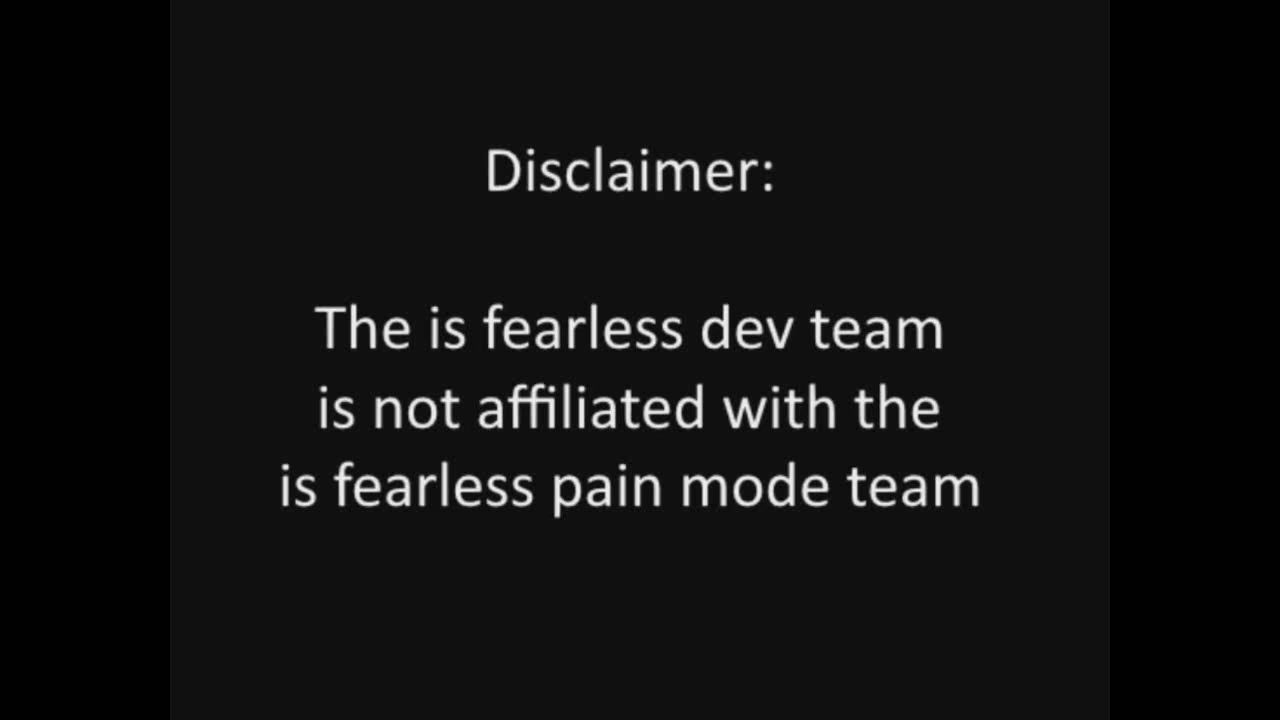 Disclaimer:
The is fearless dev team
is not affiliated with the
is fearless pain mode team